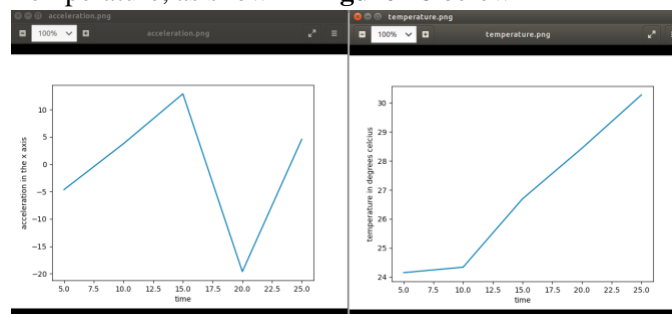 acceleration.png
100%
acceleration.png
10
5
0
−5
−10
−15
−20
acceleration in the x axis
5.0 7.5 10.0 12.5 15.0 17.5 20.0 22.5 25.0
time
temperature.png
100%
temperature.png
30
29
28
27
26
25
24
temperature in degrees celcius
5.0 7.5 10.0 12.5 15.0 17.5 20.0 22.5 25.0
time